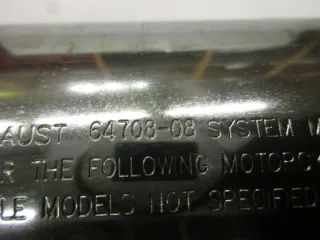 AUST 64708-08 SYSTEM
R THE FOLLOWING MOTORC
LE MODELS NOT SPECIFIED